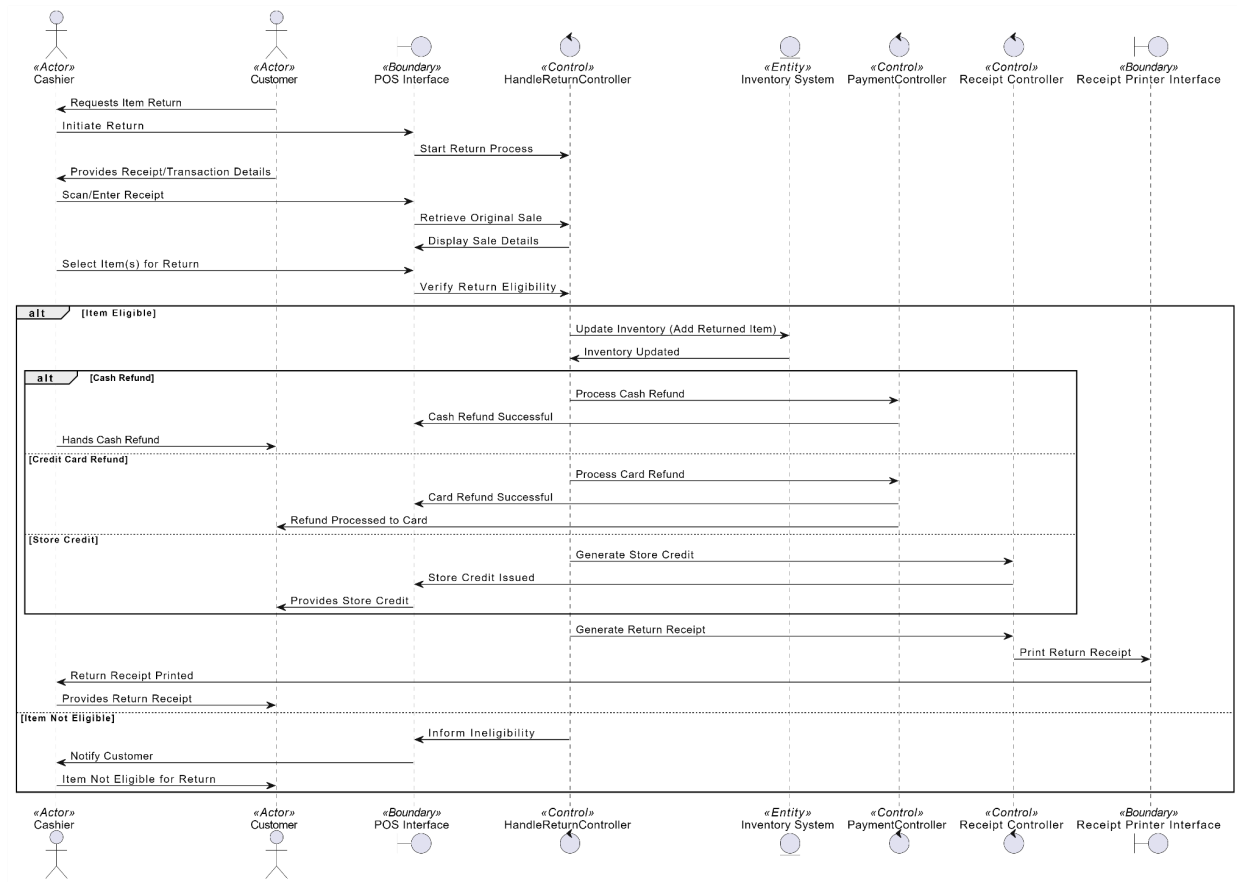 «Actor» «Actor» «Boundary» «Control» «Entity» «Control» «Control» «Boundary»
Cashier Customer POS Interface HandleReturnController Inventory System PaymentController Receipt Controller Receipt Printer Interface
Requests Item Return
Initiate Return
Start Return Process
Provides Receipt/Transaction Details
Scan/Enter Receipt
Retrieve Original Sale
Display Sale Details
Select Item(s) for Return
Verify Return Eligibility
alt [Item Eligible]
Update Inventory (Add Returned Item)
Inventory Updated
alt [Cash Refund]
Process Cash Refund
Cash Refund Successful
Hands Cash Refund
[Credit Card Refund]
Process Card Refund
Card Refund Successful
Refund Processed to Card
[Store Credit]
Generate Store Credit
Store Credit Issued
Provides Store Credit
Generate Return Receipt
Print Return Receipt
Return Receipt Printed
Provides Return Receipt
[Item Not Eligible]
Inform Ineligibility
Notify Customer
Item Not Eligible for Return
«Actor» «Actor» «Boundary» «Control» «Entity» «Control» «Control» «Boundary»
Cashier Customer POS Interface HandleReturnController Inventory System PaymentController Receipt Controller Receipt Printer Interface